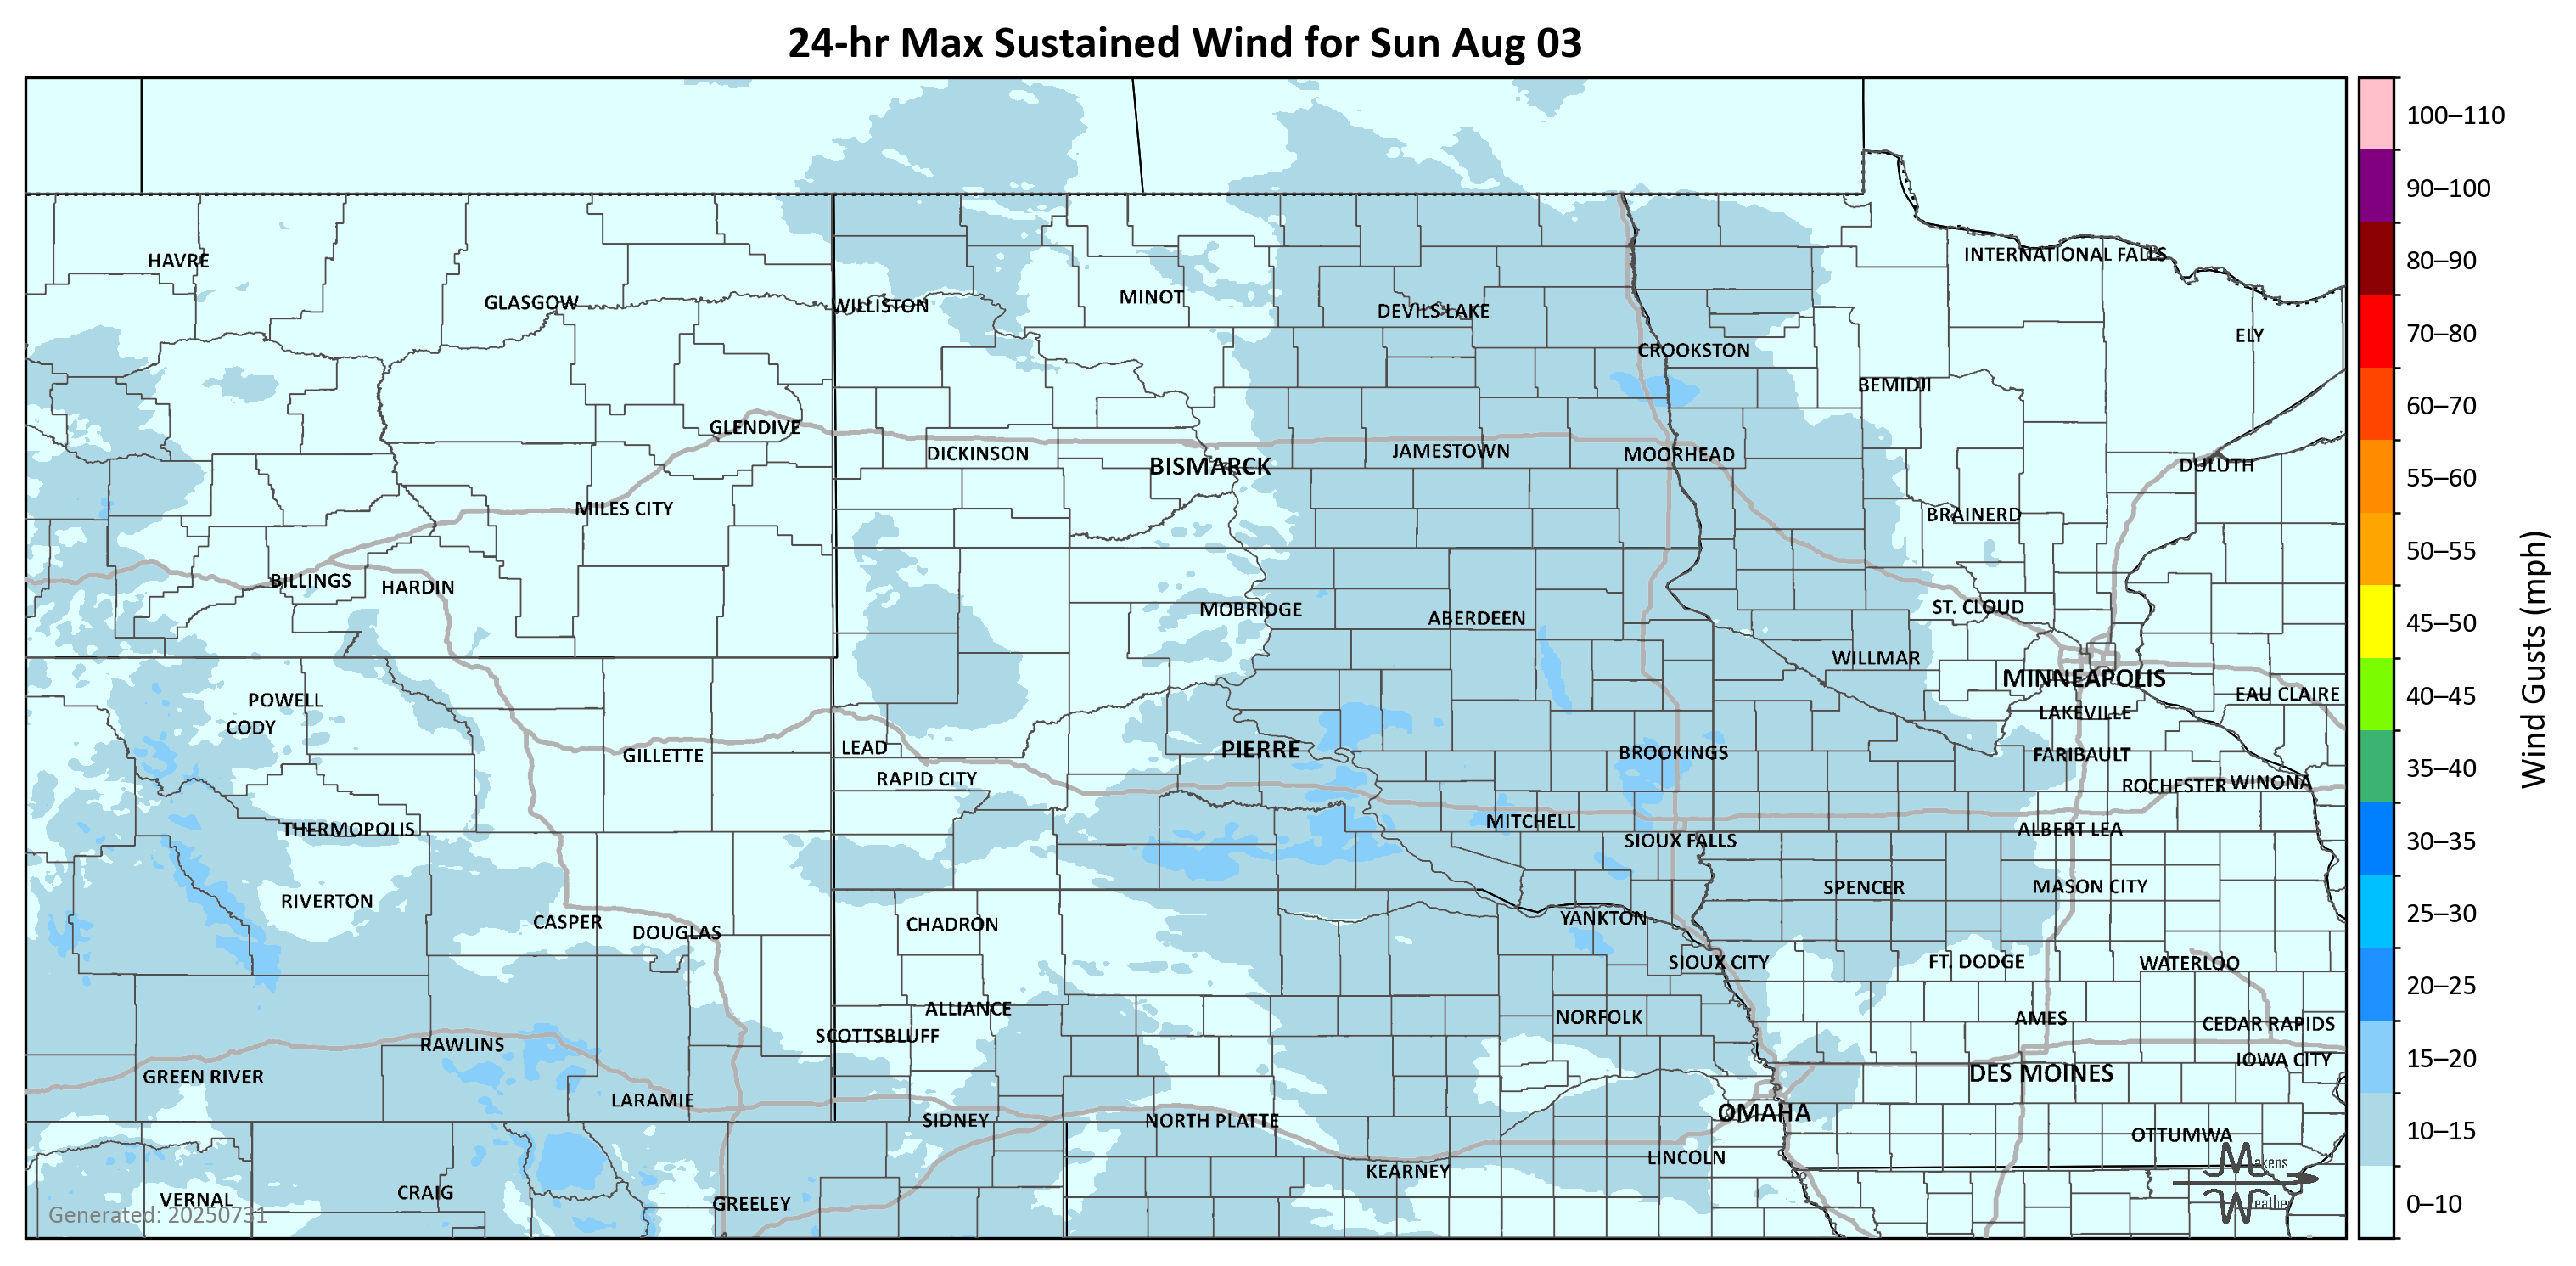 24-hr Max Sustained Wind for Sun Aug 03
100–110
90–100
80–90
70–80
60–70
55–60
50–55
45–50
40–45
35–40
30–35
25–30
20–25
15–20
10–15
0–10
Wind Gusts (mph)
HAVRE
INTERNATIONAL FALLS
GLASGOW
WILLISTON
MINOT
DEVILS LAKE
ELY
CROOKSTON
BEMIDJI
GLENDIVE
DICKINSON
BISMARCK
JAMESTOWN
MOORHEAD
DULUTH
MILES CITY
BRAINERD
BILLINGS
HARDIN
MOBRIDGE
ABERDEEN
ST. CLOUD
WILLMAR
MINNEAPOLIS
EAU CLAIRE
POWELL
CODY
LAKEVILLE
GILLETTE
LEAD
PIERRE
BROOKINGS
FARIBAULT
RAPID CITY
ROCHESTER
WINONA
THERMOPOLIS
MITCHELL
SIOUX FALLS
ALBERT LEA
RIVERTON
SPENCER
MASON CITY
CASPER
DOUGLAS
CHADRON
YANKTON
SIOUX CITY
FT. DODGE
WATERLOO
ALLIANCE
NORFOLK
AMES
CEDAR RAPIDS
SCOTTSBLUFF
RAWLINS
IOWA CITY
GREEN RIVER
DES MOINES
LARAMIE
SIDNEY
NORTH PLATTE
OMAHA
OTTUMWA
LINCOLN
KEARNEY
VERNAL
CRAIG
GREELEY
Generated: 20250731
Makens
Weather